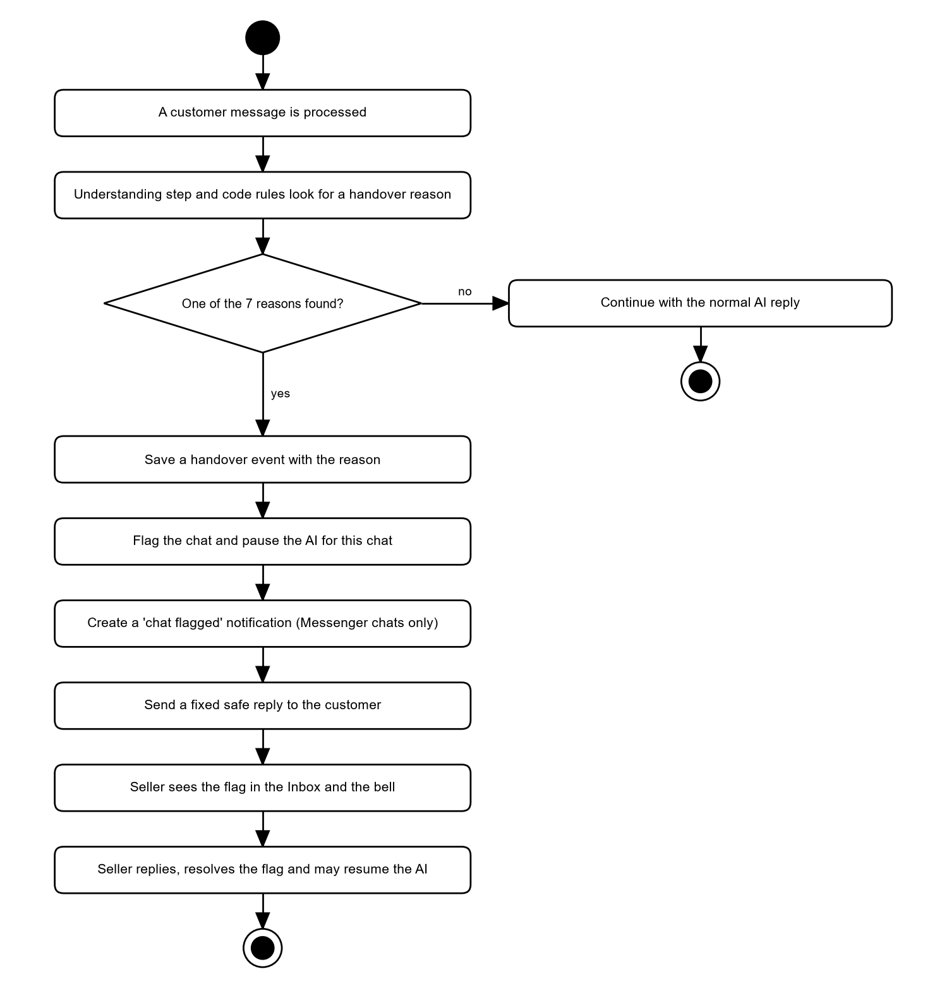 A customer message is processed
Understanding step and code rules look for a handover reason
One of the 7 reasons found?
no
Continue with the normal AI reply
yes
Save a handover event with the reason
Flag the chat and pause the AI for this chat
Create a 'chat flagged' notification (Messenger chats only)
Send a fixed safe reply to the customer
Seller sees the flag in the Inbox and the bell
Seller replies, resolves the flag and may resume the AI